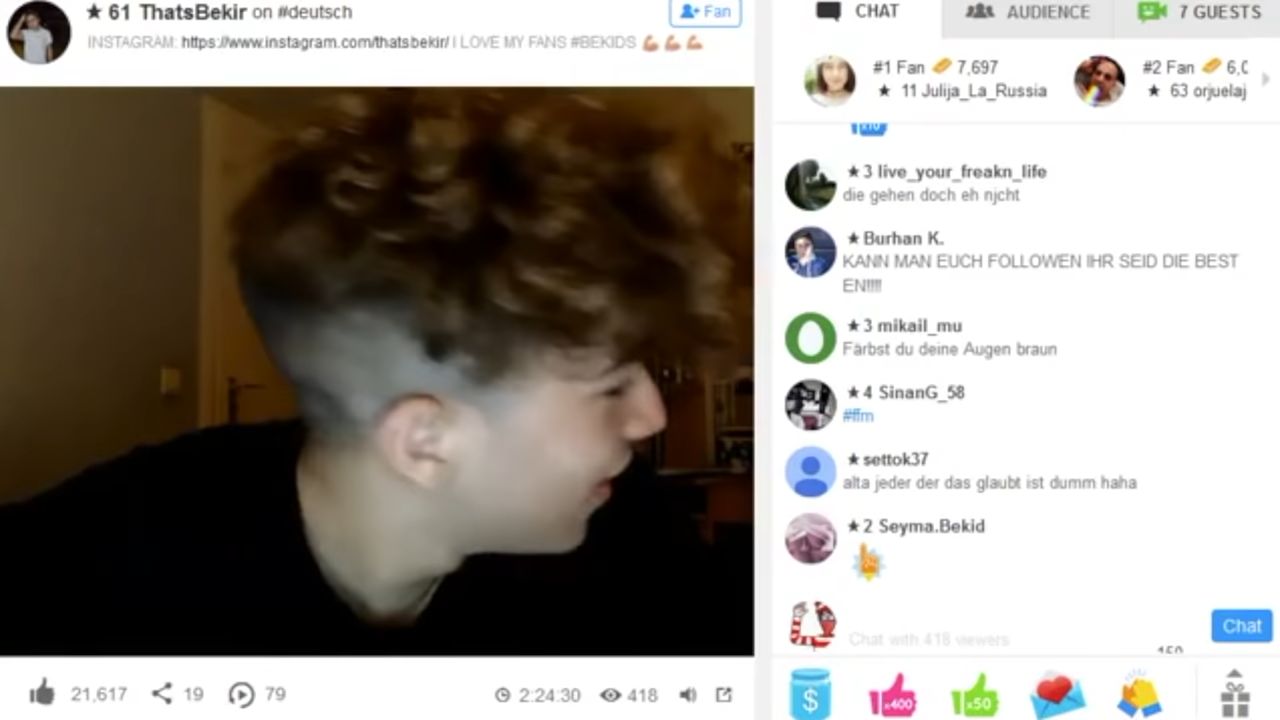 ★ 61 ThatsBekir on #deutsch
Fan
INSTAGRAM: https://www.instagram.com/thatsbekir/ I LOVE MY FANS #BEKIDS
CHAT
AUDIENCE
7 GUESTS
#1 Fan 7,697
★ 11 Julija_La_Russia
#2 Fan
★ 63 orjuelaj
x10
★3 live_your_freakn_life
die gehen doch eh njcht
★Burhan K.
KANN MAN EUCH FOLLOWEN IHR SEID DIE BEST
EN!!!!
★3 mikail_mu
Färbst du deine Augen braun
★4 SinanG_58
#ffm
★settok37
alta jeder der das glaubt ist dumm haha
★2 Seyma.Bekid
Chat with 418 viewers
Chat
150
21,617
19
79
2:24:30
418
$
x400
x50